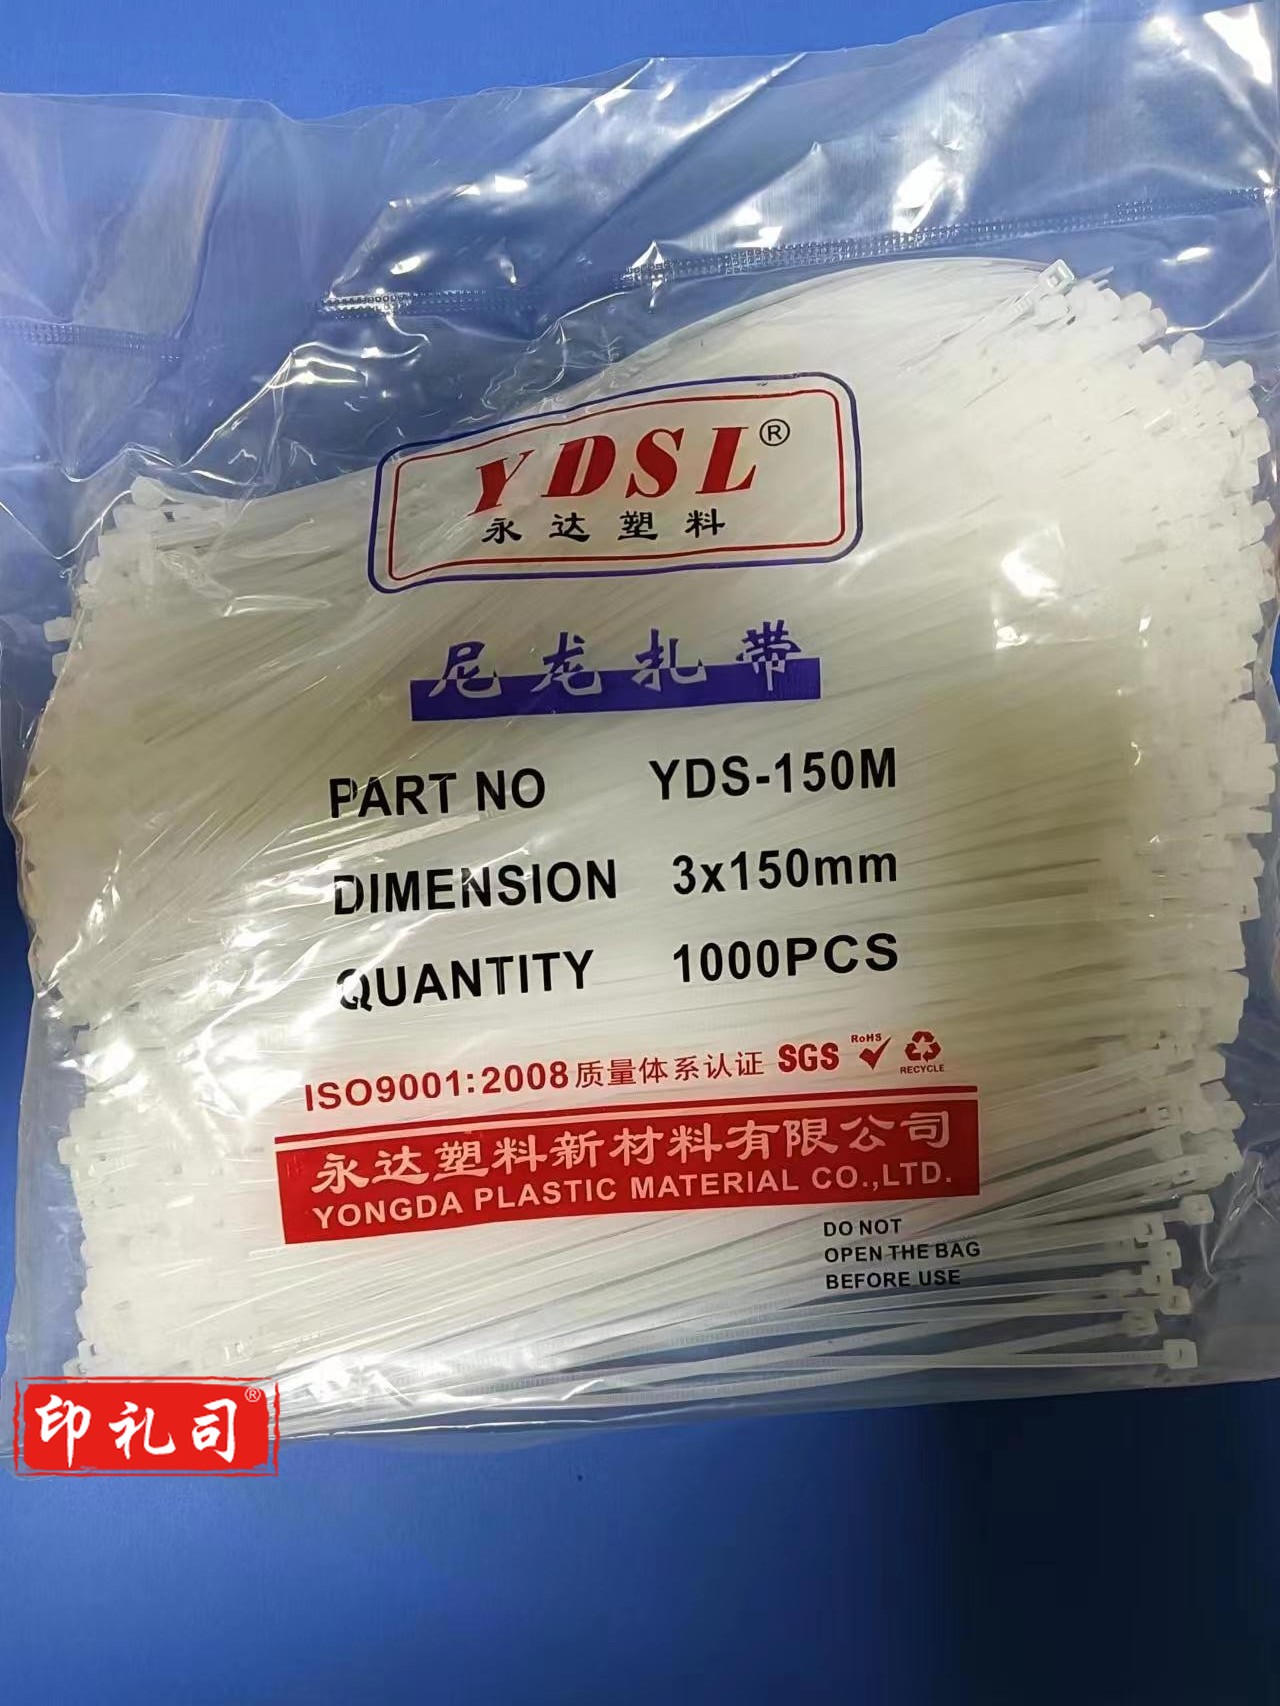 YDSL®
永达塑料
尼龙扎带
PART NO YDS-150M
DIMENSION 3x150mm
QUANTITY 1000PCS
ISO9001:2008质量体系认证 SGS RoHS RECYCLE
永达塑料新材料有限公司
YONGDA PLASTIC MATERIAL CO.,LTD.
DO NOT
OPEN THE BAG
BEFORE USE
印礼司®